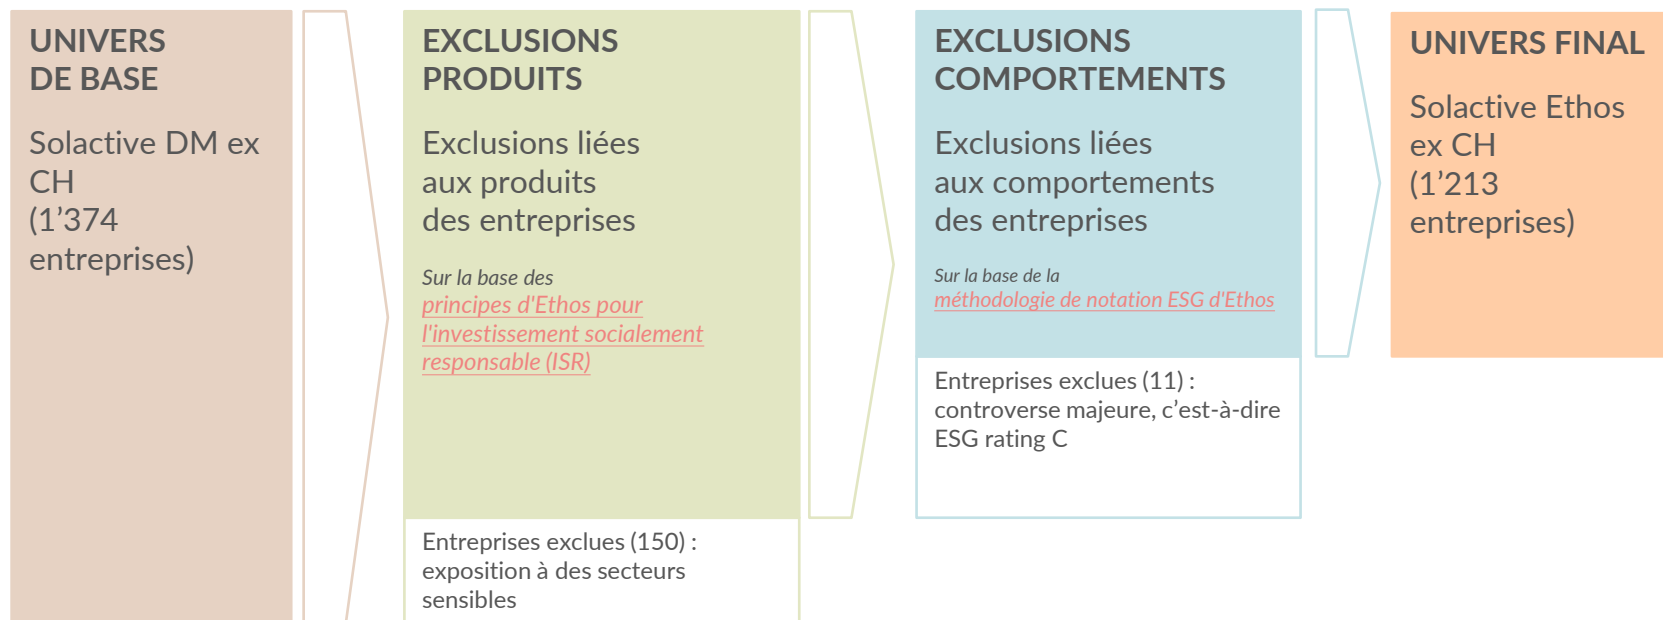 UNIVERS
DE BASE
Solactive DM ex
CH
(1’374
entreprises)
EXCLUSIONS
PRODUITS
Exclusions liées
aux produits
des entreprises
Sur la base des
principes d'Ethos pour
l'investissement socialement
responsable (ISR)
Entreprises exclues (150) :
exposition à des secteurs
sensibles
EXCLUSIONS
COMPORTEMENTS
Exclusions liées
aux comportements
des entreprises
Sur la base de la
méthodologie de notation ESG d'Ethos
Entreprises exclues (11) :
controverse majeure, c’est-à-dire
ESG rating C
UNIVERS FINAL
Solactive Ethos
ex CH
(1’213
entreprises)